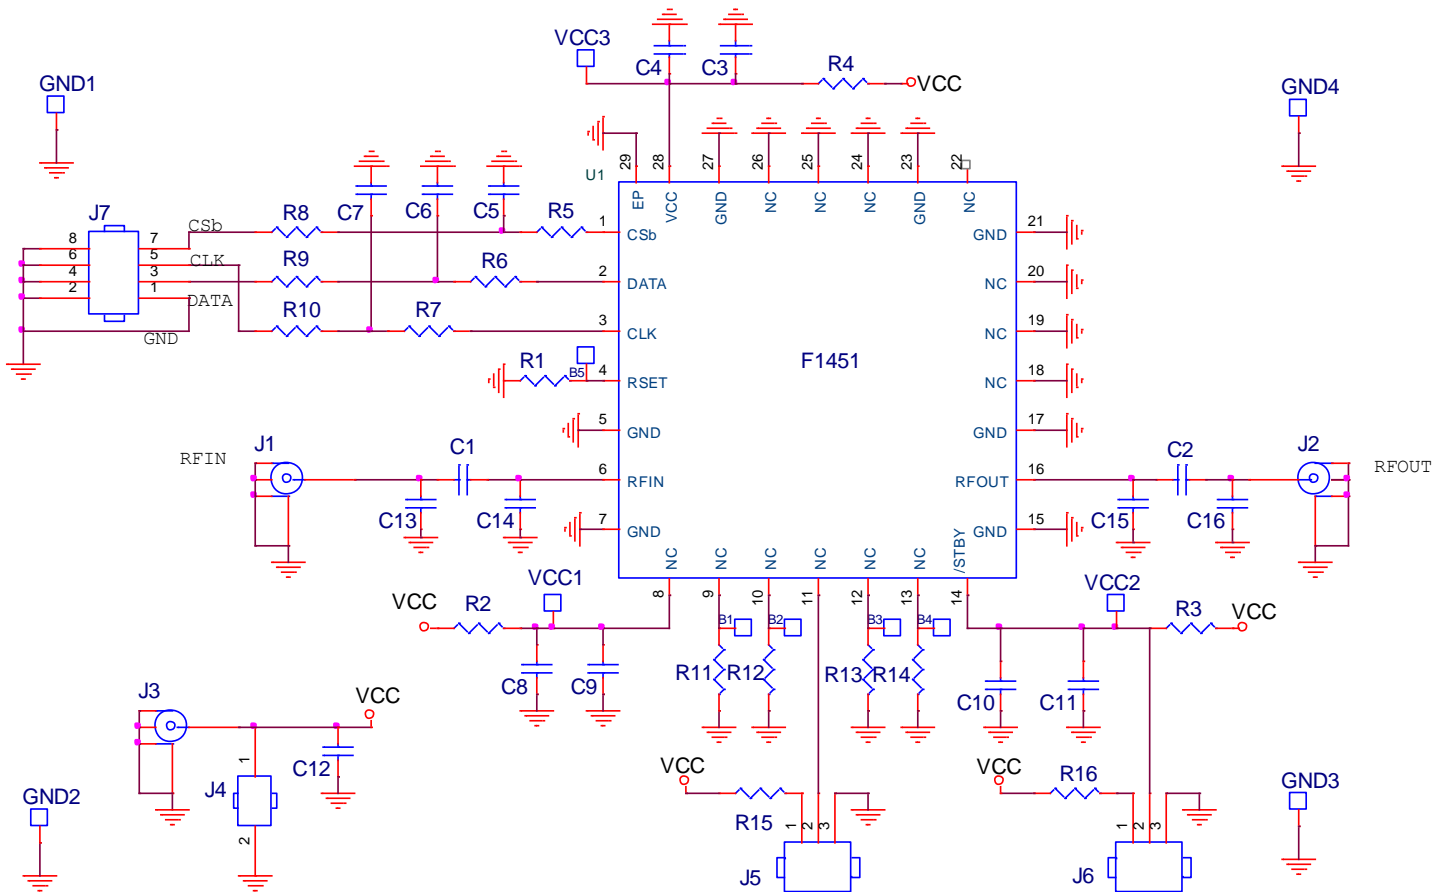 VCC3
C4
C3
R4
VCC
GND1
GND4
U1
29
28
27
26
25
24
23
22
EP
VCC
GND
NC
NC
NC
GND
NC
J7
CSb
R8
C7
C6
C5
R5
1
CSb
GND
21
8
7
6
5
CLK
R9
R6
2
DATA
NC
20
4
3
2
1
DATA
R10
R7
3
CLK
NC
19
GND
F1451
R1
B5
4
RSET
NC
18
5
GND
GND
17
RFIN
J1
C1
6
RFIN
RFOUT
16
C2
J2
RFOUT
C13
C14
7
GND
GND
15
C15
C16
NC
NC
NC
NC
NC
NC
/STBY
8
9
10
11
12
13
14
VCC
R2
VCC1
B1
B2
B3
B4
VCC2
R3
VCC
C8
C9
R11
R12
R13
R14
C10
C11
J3
VCC
C12
1
J4
2
VCC
R15
1
2
3
J5
VCC
R16
1
2
3
J6
GND2
GND3